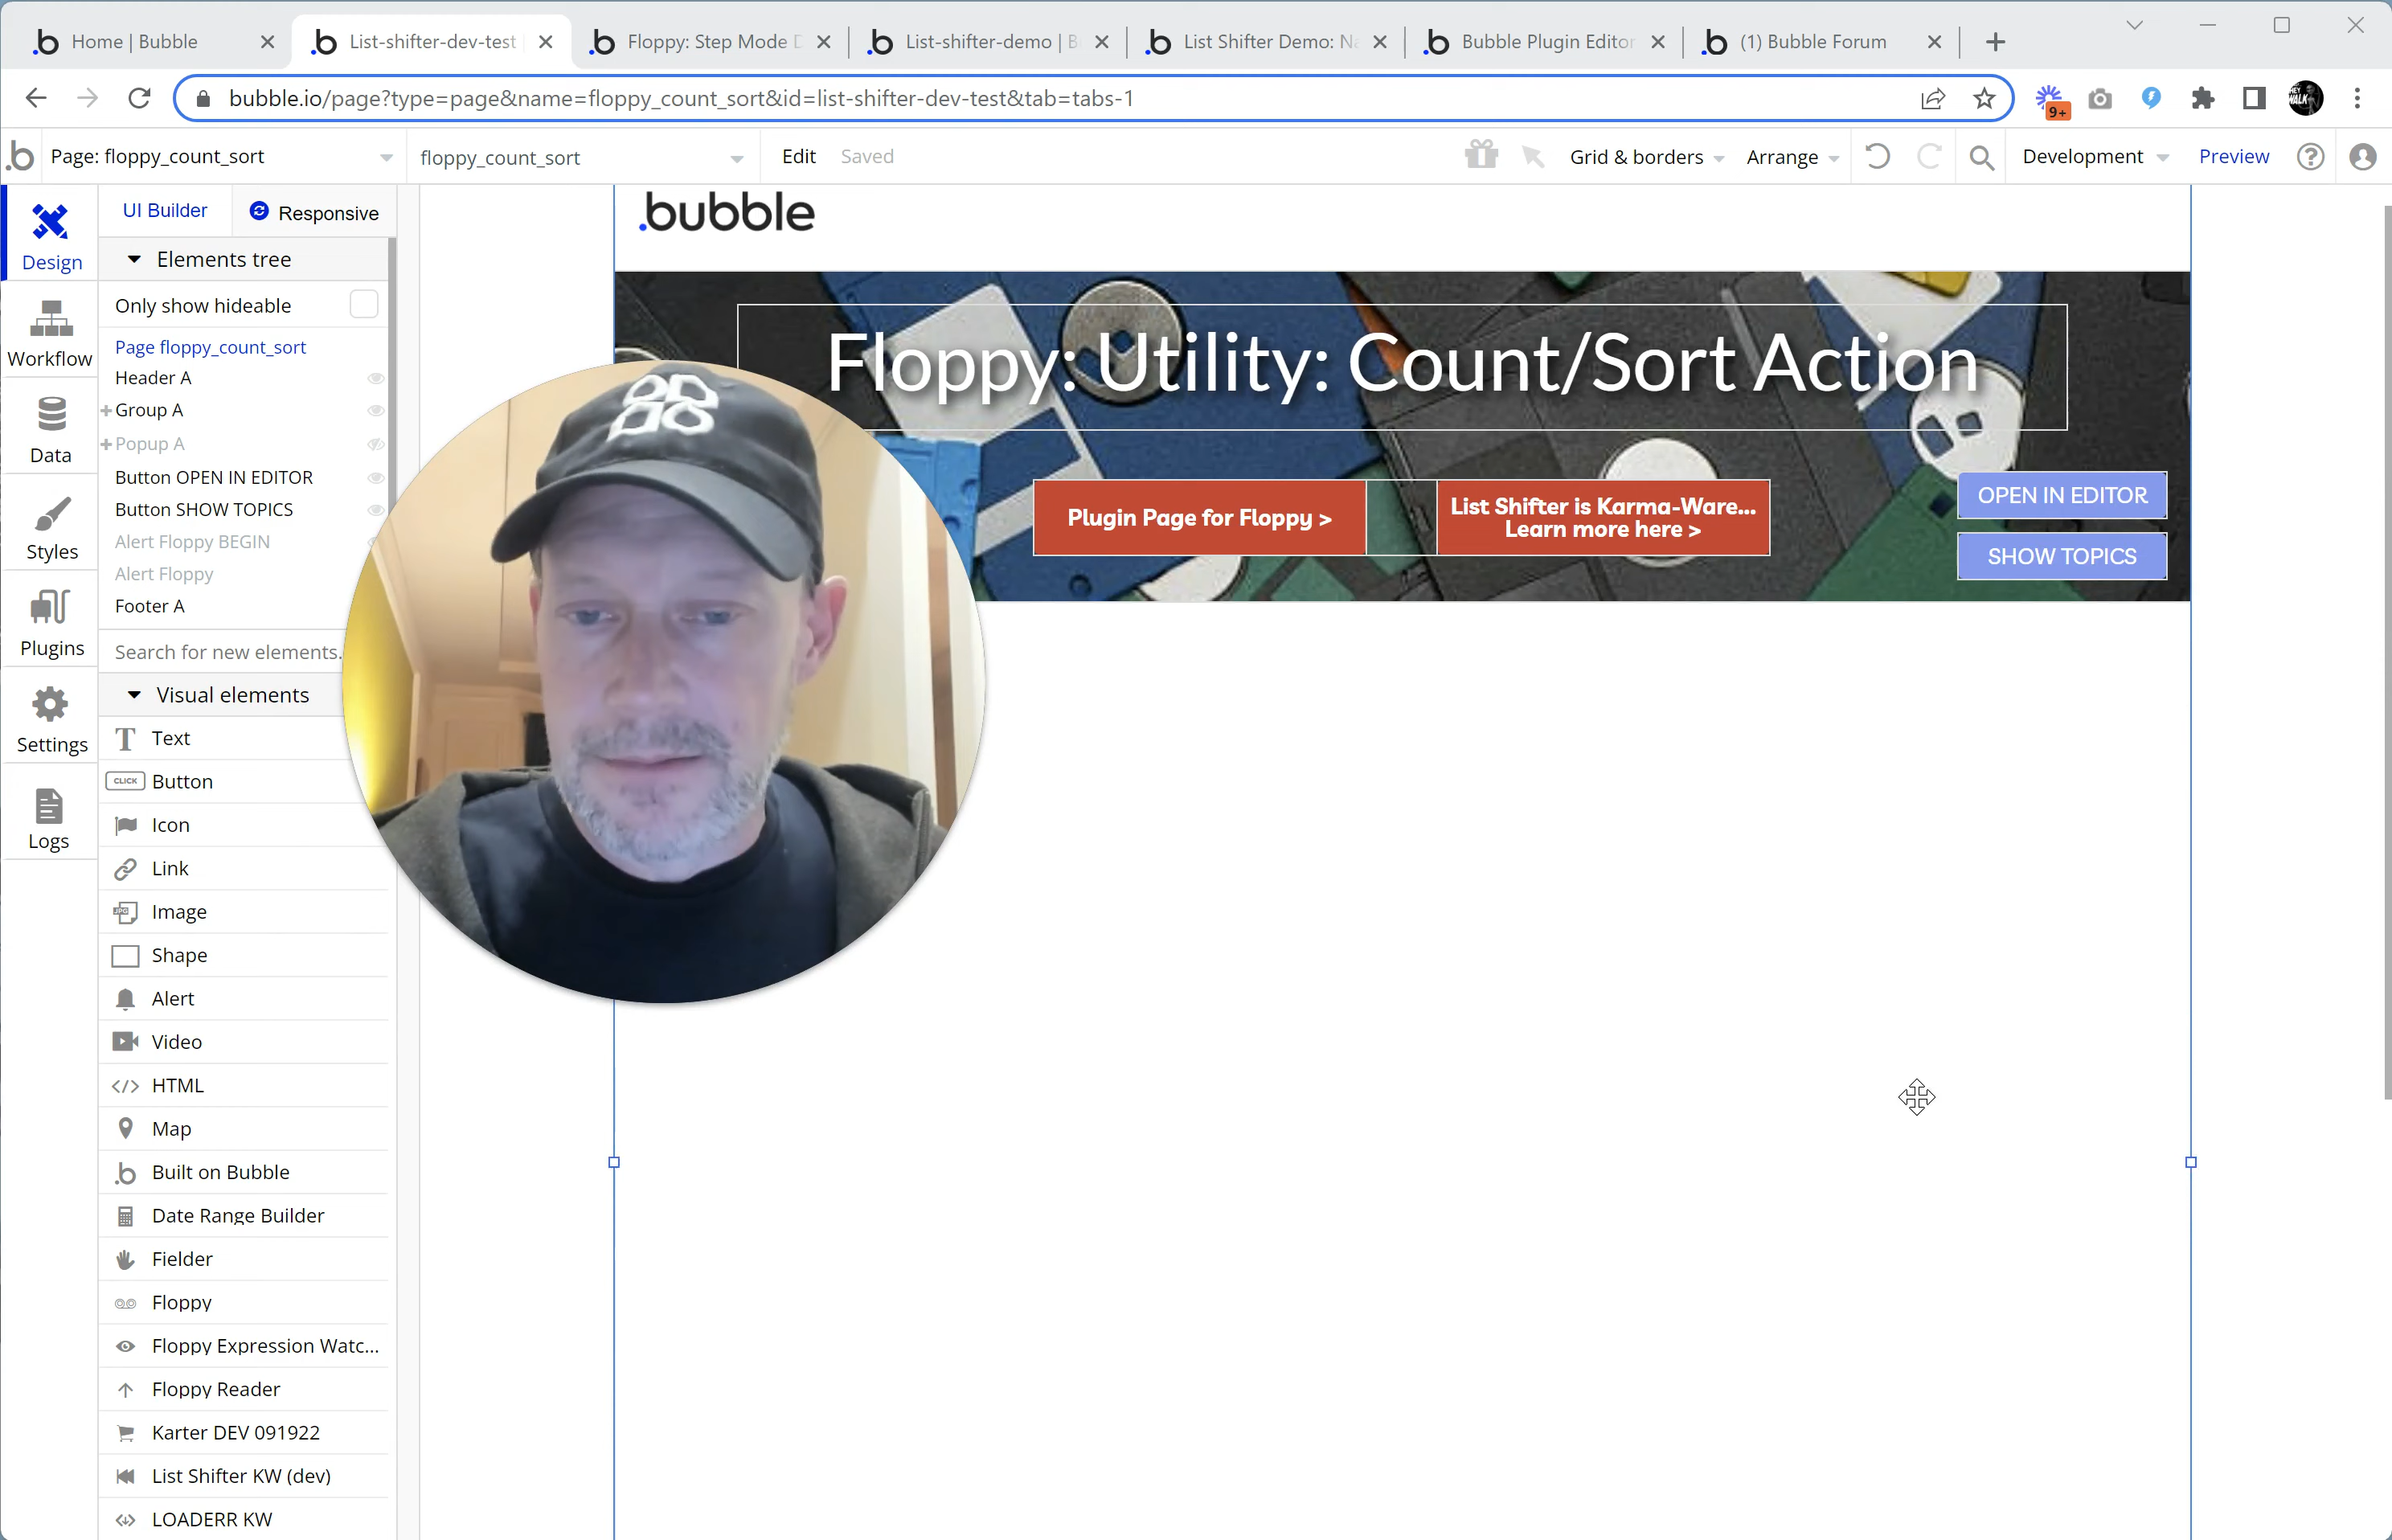 Home | Bubble
List-shifter-dev-test
Floppy: Step Mode D
List-shifter-demo | B
List Shifter Demo: Na
Bubble Plugin Editor
(1) Bubble Forum
bubble.io/page?type=page&name=floppy_count_sort&id=list-shifter-dev-test&tab=tabs-1
9+
.b
Page: floppy_count_sort
floppy_count_sort
Edit
Saved
Grid & borders
Arrange
Development
Preview
Design
Workflow
Data
Styles
Plugins
Settings
Logs
UI Builder
Responsive
Elements tree
Only show hideable
Page floppy_count_sort
Header A
Group A
Popup A
Button OPEN IN EDITOR
Button SHOW TOPICS
Alert Floppy BEGIN
Alert Floppy
Footer A
Search for new elements.
Visual elements
Text
CLICK Button
Icon
Link
Image
Shape
Alert
Video
HTML
Map
Built on Bubble
Date Range Builder
Fielder
Floppy
Floppy Expression Watc...
Floppy Reader
Karter DEV 091922
List Shifter KW (dev)
LOADERR KW
.bubble
Floppy: Utility: Count/Sort Action
Plugin Page for Floppy >
List Shifter is Karma-Ware...
Learn more here >
OPEN IN EDITOR
SHOW TOPICS